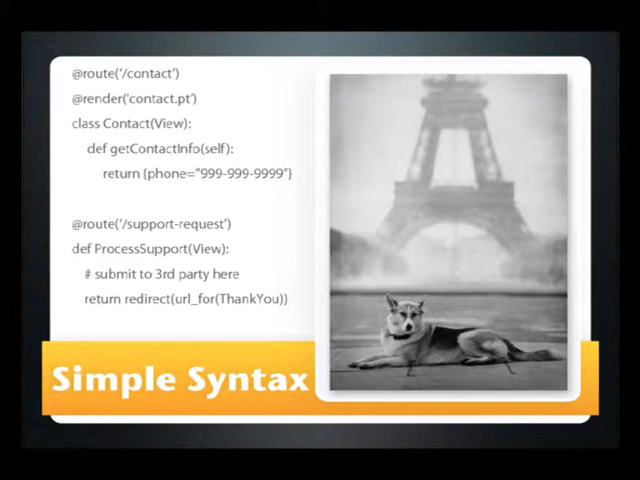 @route('/contact')
@render('contact.pt')
class Contact(View):
def getContactInfo(self):
return {phone="999-999-9999"}
@route('/support-request')
def ProcessSupport(View):
# submit to 3rd party here
return redirect(url_for(ThankYou))
Simple Syntax